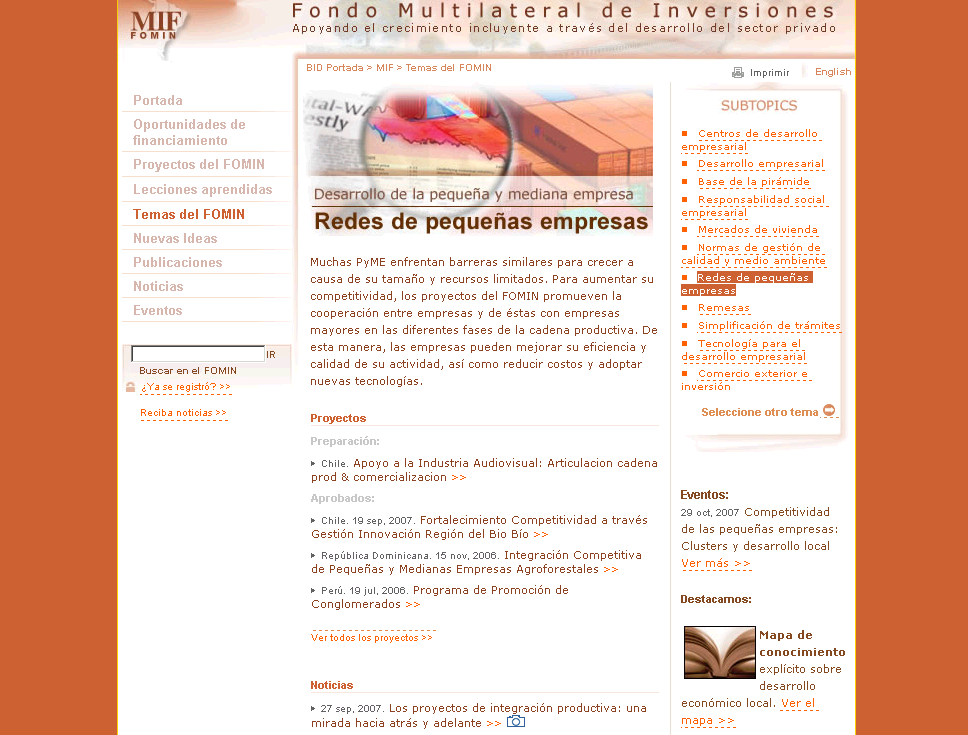 MIF
FOMIN
Fondo Multilateral de Inversiones
Apoyando el crecimiento incluyente a través del desarrollo del sector privado
BID Portada > MIF > Temas del FOMIN
Imprimir
English
Portada
Oportunidades de
financiamiento
Proyectos del FOMIN
Lecciones aprendidas
Temas del FOMIN
Nuevas Ideas
Publicaciones
Noticias
Eventos
IR
Buscar en el FOMIN
¿Ya se registró? >>
Reciba noticias >>
Desarrollo de la pequeña y mediana empresa
Redes de pequeñas empresas
Muchas PyME enfrentan barreras similares para crecer a
causa de su tamaño y recursos limitados. Para aumentar su
competitividad, los proyectos del FOMIN promueven la
cooperación entre empresas y de éstas con empresas
mayores en las diferentes fases de la cadena productiva. De
esta manera, las empresas pueden mejorar su eficiencia y
calidad de su actividad, así como reducir costos y adoptar
nuevas tecnologías.
Proyectos
Preparación:
Chile. Apoyo a la Industria Audiovisual: Articulacion cadena
prod & comercializacion >>
Aprobados:
Chile. 19 sep, 2007. Fortalecimiento Competitividad a través
Gestión Innovación Región del Bio Bío >>
República Dominicana. 15 nov, 2006. Integración Competitiva
de Pequeñas y Medianas Empresas Agroforestales >>
Perú. 19 jul, 2006. Programa de Promoción de
Conglomerados >>
Ver todos los proyectos >>
Noticias
27 sep, 2007. Los proyectos de integración productiva: una
mirada hacia atrás y adelante >>
SUBTOPICS
Centros de desarrollo
empresarial
Desarrollo empresarial
Base de la pirámide
Responsabilidad social
empresarial
Mercados de vivienda
Normas de gestión de
calidad y medio ambiente
Redes de pequeñas
empresas
Remesas
Simplificación de trámites
Tecnología para el
desarrollo empresarial
Comercio exterior e
inversión
Seleccione otro tema
Eventos:
29 oct, 2007 Competitividad
de las pequeñas empresas:
Clusters y desarrollo local
Ver más >>
Destacamos:
Mapa de
conocimiento
explícito sobre
desarrollo
económico local. Ver el
mapa >>